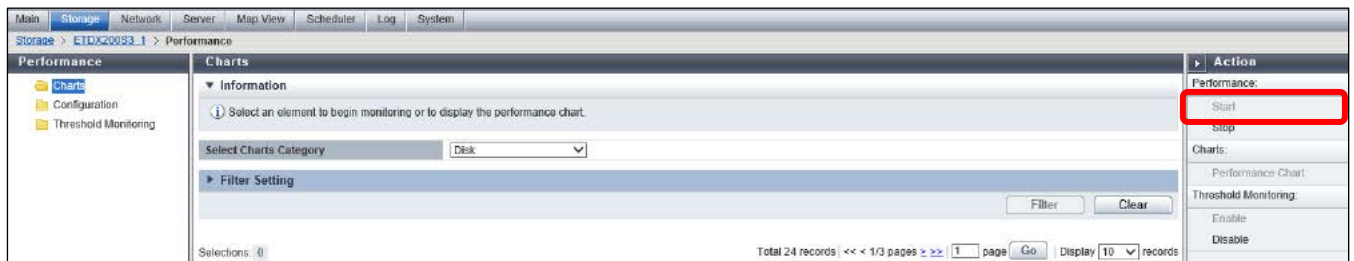 Main Storage Network Server Map View Scheduler Log System
Storage > ETDX200S3_1 > Performance
Performance
Charts
Configuration
Threshold Monitoring
Charts
▼ Information
Select an element to begin monitoring or to display the performance chart.
Select Charts Category Disk
▶ Filter Setting
Filter Clear
Selections: 0 Total 24 records << < 1/3 pages > >> 1 page Go Display 10 records
Action
Performance:
Start
Stop
Charts:
Performance Chart
Threshold Monitoring:
Enable
Disable